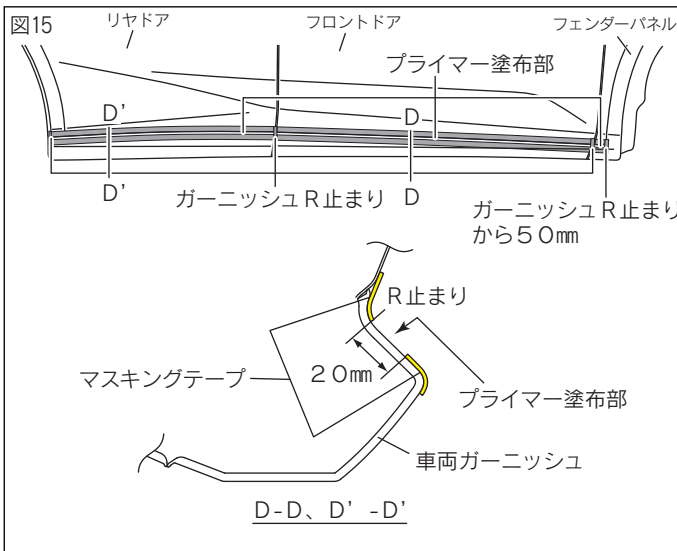 図15
リヤドア
フロントドア
フェンダーパネル
プライマー塗布部
D’
D
D’
ガーニッシュR止まり
D
ガーニッシュR止まり
から50㎜
R止まり
20㎜
マスキングテープ
プライマー塗布部
車両ガーニッシュ
D-D、D’-D’